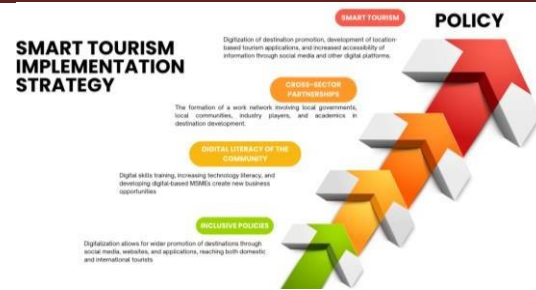 SMART TOURISM
IMPLEMENTATION
STRATEGY
POLICY
SMART TOURISM
Digitization of destination promotion, development of location-
based tourism applications, and increased accessibility of
information through social media and other digital platforms.
CROSS-SECTOR
PARTNERSHIPS
The formation of a work network involving local governments,
local communities, industry players, and academics in
destination development.
DIGITAL LITERACY OF THE
COMMUNITY
Digital skills training, increasing technology literacy, and
developing digital-based MSMEs create new business
opportunities
INCLUSIVE POLICIES
Digitalization allows for wider promotion of destinations through
social media, websites, and applications, reaching both domestic
and international tourists